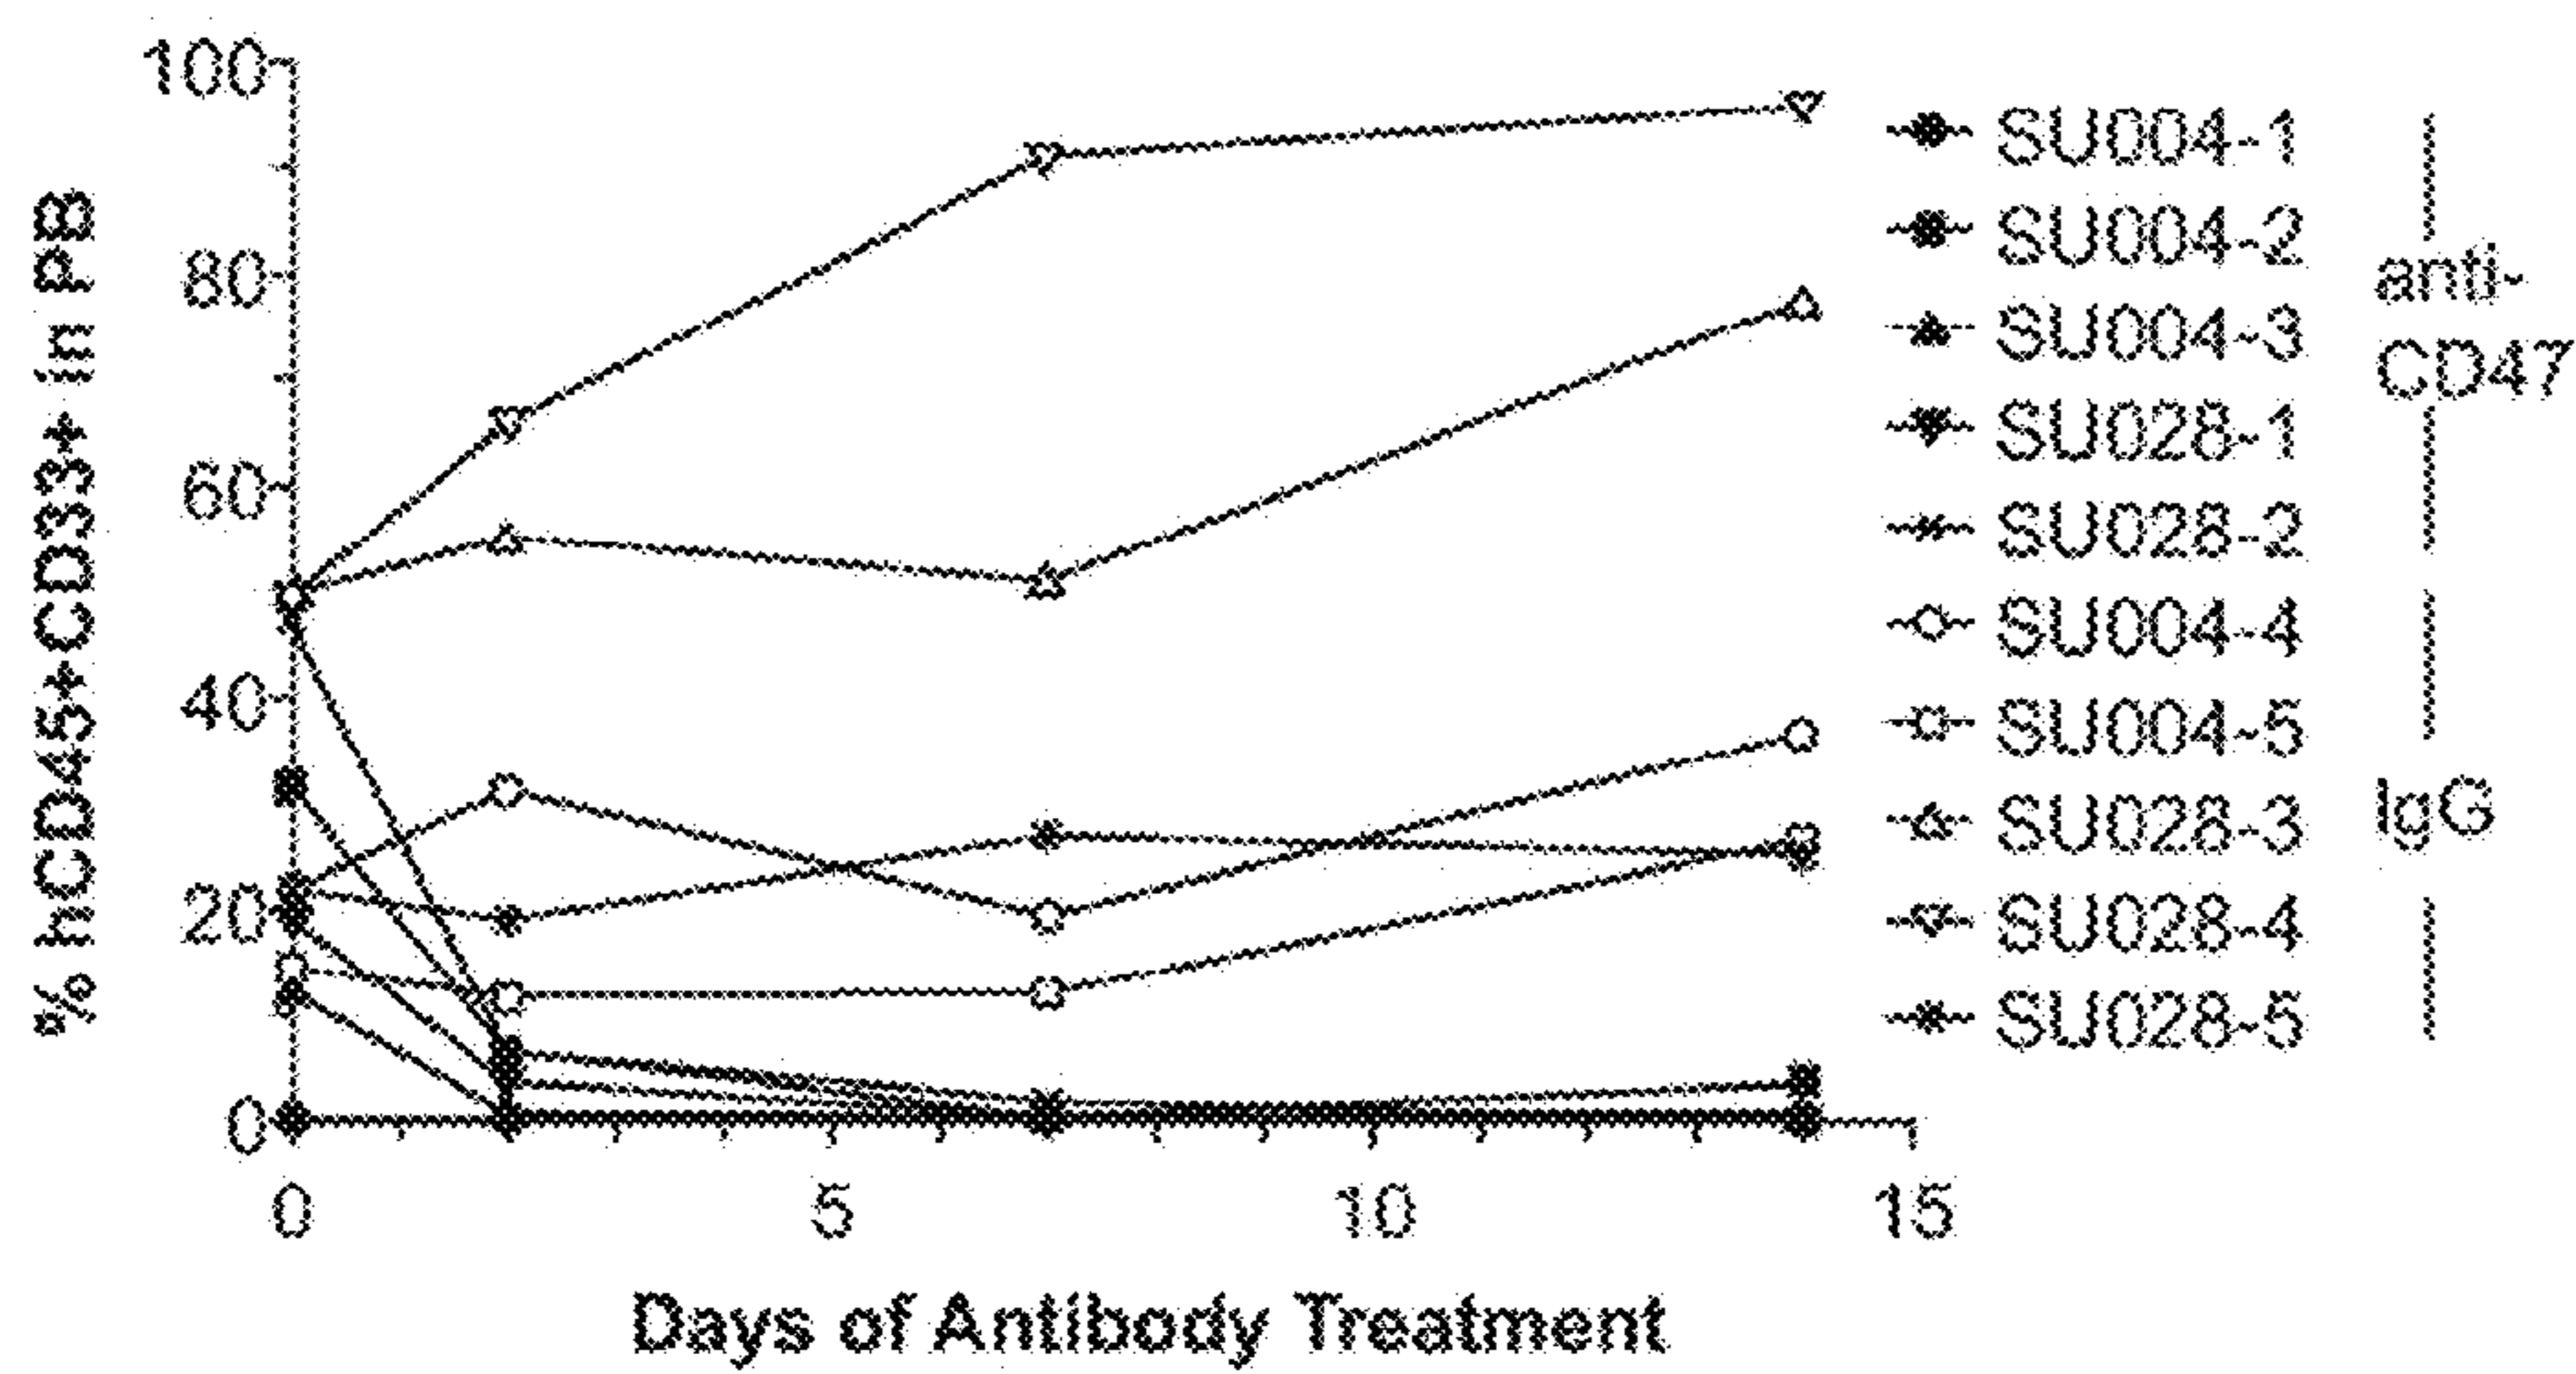 % hCD45+CD33+ in PB
100
80
60
40
20
0
0 5 10 15
Days of Antibody Treatment
SU004-1
SU004-2
SU004-3
SU028-1
SU028-2
SU004-4
SU004-5
SU028-3
SU028-4
SU028-5
anti-
CD47
IgG